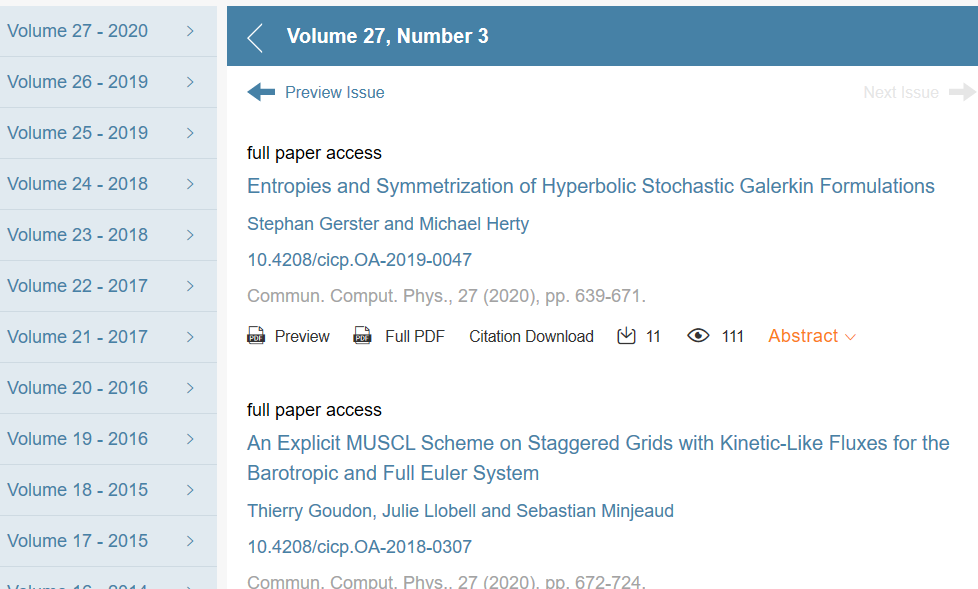 Volume 27 - 2020
Volume 26 - 2019
Volume 25 - 2019
Volume 24 - 2018
Volume 23 - 2018
Volume 22 - 2017
Volume 21 - 2017
Volume 20 - 2016
Volume 19 - 2016
Volume 18 - 2015
Volume 17 - 2015
Volume 16 - 2014
Volume 27, Number 3
Preview Issue
Next Issue
full paper access
Entropies and Symmetrization of Hyperbolic Stochastic Galerkin Formulations
Stephan Gerster and Michael Herty
10.4208/cicp.OA-2019-0047
Commun. Comput. Phys., 27 (2020), pp. 639-671.
PDF Preview PDF Full PDF Citation Download 11 111 Abstract
full paper access
An Explicit MUSCL Scheme on Staggered Grids with Kinetic-Like Fluxes for the
Barotropic and Full Euler System
Thierry Goudon, Julie Llobell and Sebastian Minjeaud
10.4208/cicp.OA-2018-0307
Commun. Comput. Phys., 27 (2020), pp. 672-724.